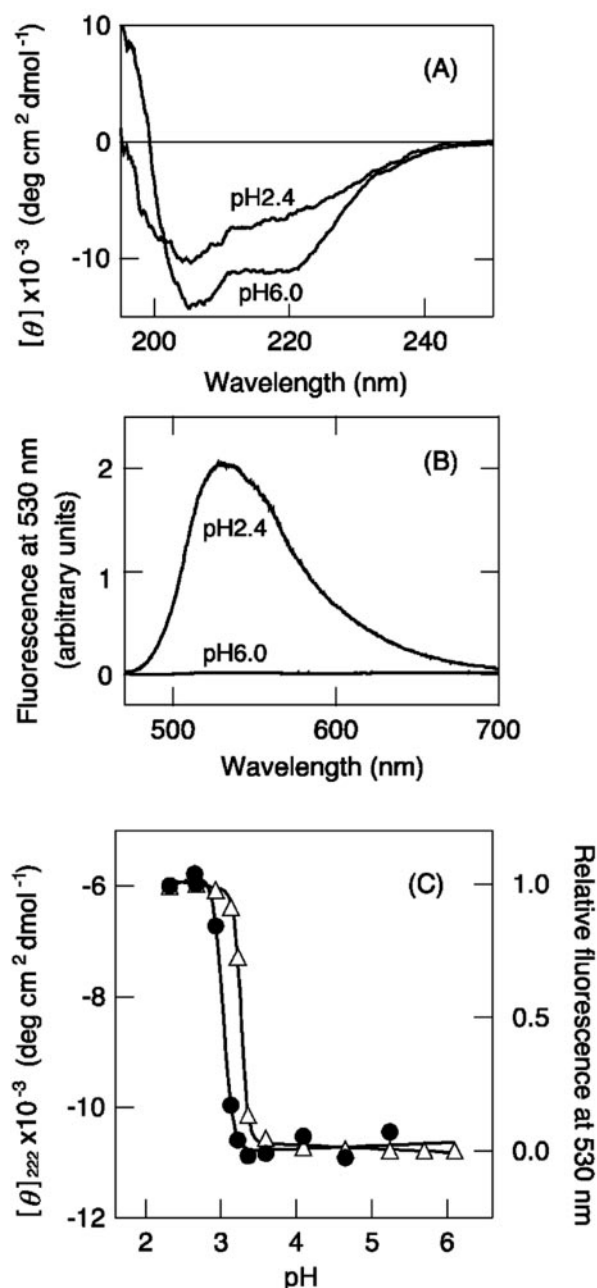 (A)
[θ] x10⁻³ (deg cm² dmol⁻¹)
10
0
-10
pH2.4
pH6.0
200
220
240
Wavelength (nm)
(B)
Fluorescence at 530 nm
(arbitrary units)
2
1
0
pH2.4
pH6.0
500
600
700
Wavelength (nm)
(C)
[θ]₂₂₂ x10⁻³ (deg cm² dmol⁻¹)
-6
-8
-10
-12
1.0
0.5
0.0
Relative fluorescence at 530 nm
2
3
4
5
6
pH